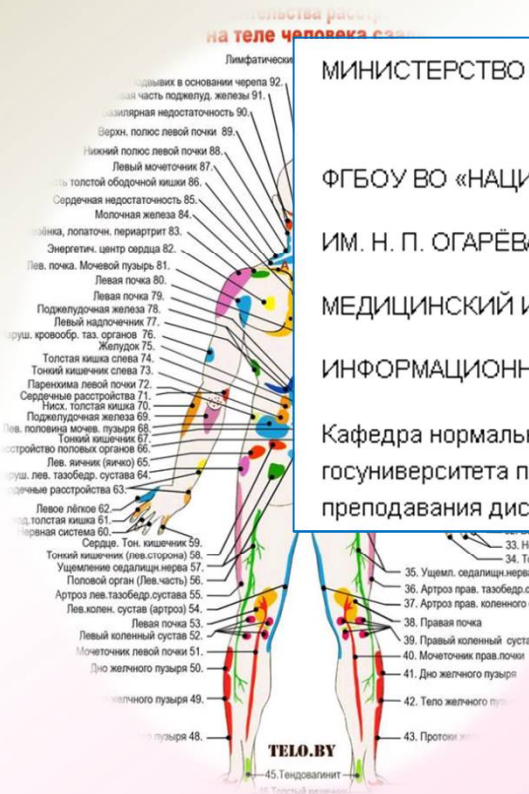 на теле человека
Лимфатически
в основании черепа 92.
часть поджелуд. железы 91.
недостаточность 90.
Верхн. полюс левой почки 89.
Нижний полюс левой почки 88.
Левый мочеточник 87.
толстой ободочной кишки 86.
Сердечная недостаточность 85.
Молочная железа 84.
лопаточн. периартрит 83.
Энергетич. центр сердца 82.
Лев. почка. Мочевой пузырь 81.
Левая почка 80.
Левая почка 79.
Поджелудочная железа 78.
Левый надпочечник 77.
кровообр. таз. органов 76.
Желудок 75.
Толстая кишка слева 74.
Тонкий кишечник слева 73.
Паренхима левой почки 72.
Сердечные расстройства 71.
Нисх. толстая кишка 70.
Поджелудочная железа 69.
Лев. половина мочев. пузыря 68.
Тонкий кишечник 67.
половых органов 66.
Лев. яичник (яичко) 65.
лев. тазобедр. сустава 64.
расстройства 63.
Левое лёгкое 62.
толстая кишка 61.
Нервная система 60.
Сердце. Тон. кишечник 59.
Тонкий кишечник (лев.сторона) 58.
Ущемление седалищн.нерва 57.
Половой орган (Лев.часть) 56.
Артроз лев.тазобедр.сустава 55.
Лев.колен. сустав (артроз) 54.
Левая почка 53.
Левый коленный сустав 52.
Мочеточник левой почки 51.
Дно желчного пузыря 50.
желчного пузыря 49.
пузыря 48.
TELO.BY
45.Тендовагинит
МИНИСТЕРСТВО
ФГБОУ ВО «НАЦИ
ИМ. Н. П. ОГАРЁВА
МЕДИЦИНСКИЙ И
ИНФОРМАЦИОНН
Кафедра нормаль
госуниверситета п
преподавания дис
33. Н
34. То
35. Ущемл. седалищн.нерва
36. Артроз прав. тазобедр.с
37. Артроз прав. коленного
38. Правая почка
39. Правый коленный суста
40. Мочеточник прав.почки
41. Дно желчного пузыря
42. Тело желчного
43. Протоки